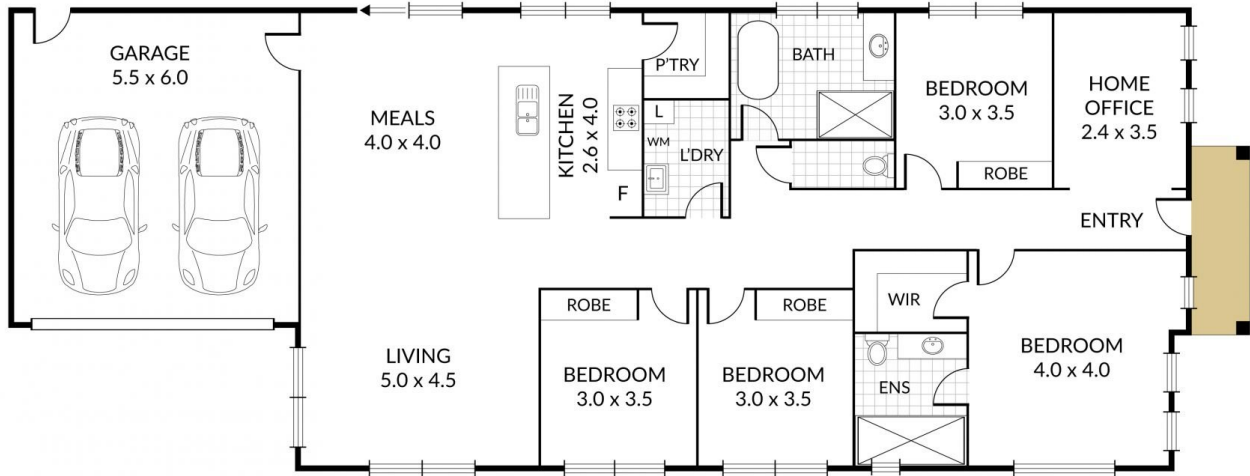 GARAGE
5.5 x 6.0
MEALS
4.0 x 4.0
KITCHEN
2.6 x 4.0
F
P'TRY
L
WM
L'DRY
BATH
BEDROOM
3.0 x 3.5
ROBE
HOME
OFFICE
2.4 x 3.5
ENTRY
LIVING
5.0 x 4.5
ROBE
BEDROOM
3.0 x 3.5
ROBE
BEDROOM
3.0 x 3.5
WIR
ENS
BEDROOM
4.0 x 4.0